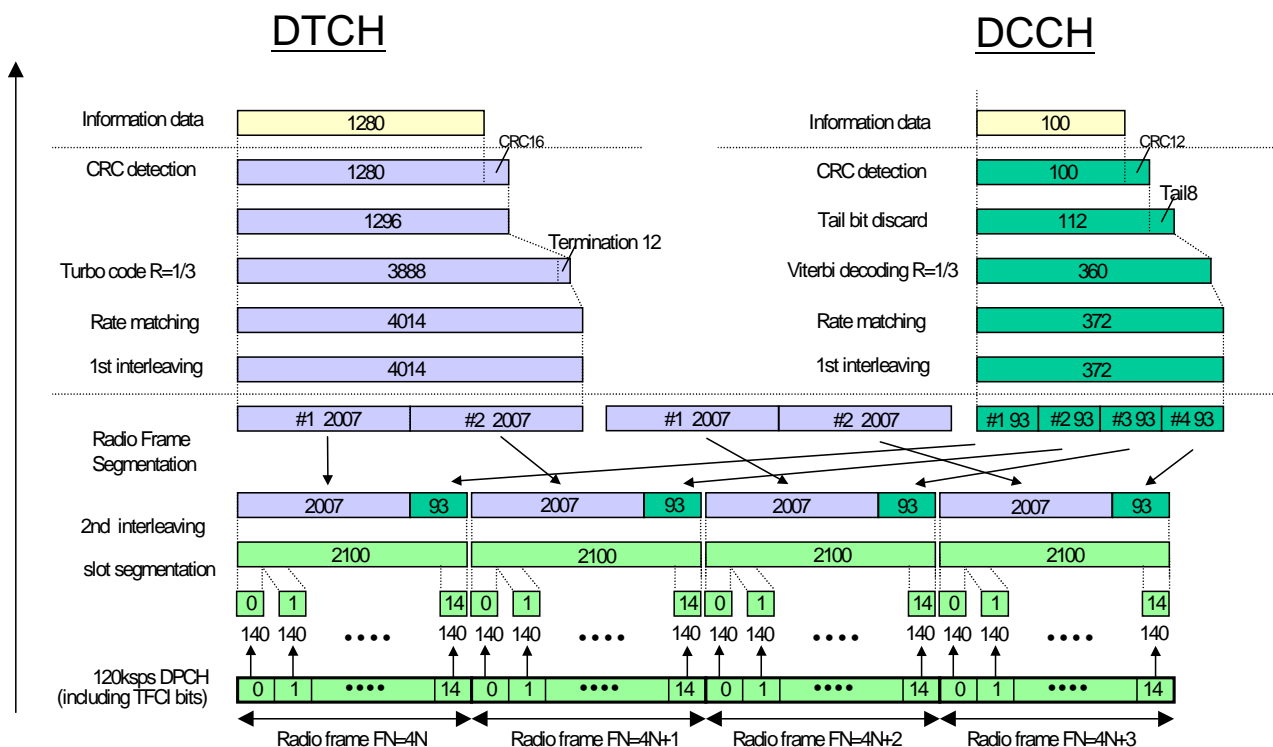 DTCH DCCH
Information data 1280 Information data 100
CRC16 CRC12
CRC detection 1280 CRC detection 100
Tail8
1296 Tail bit discard 112
Termination 12
Turbo code R=1/3 3888 Viterbi decoding R=1/3 360
Rate matching 4014 Rate matching 372
1st interleaving 4014 1st interleaving 372
#1 2007 #2 2007 #1 2007 #2 2007 #1 93 #2 93 #3 93 #4 93
Radio Frame
Segmentation
2007 93 2007 93 2007 93 2007 93
2nd interleaving
2100 2100 2100 2100
slot segmentation
0 1 14 0 1 14 0 1 14 0 1 14
140 140 •••• 140 140 140 •••• 140 140 140 •••• 140 140 140 •••• 140
120ksps DPCH
(including TFCI bits)
0 1 •••• 14 0 1 •••• 14 0 1 •••• 14 0 1 •••• 14
Radio frame FN=4N Radio frame FN=4N+1 Radio frame FN=4N+2 Radio frame FN=4N+3